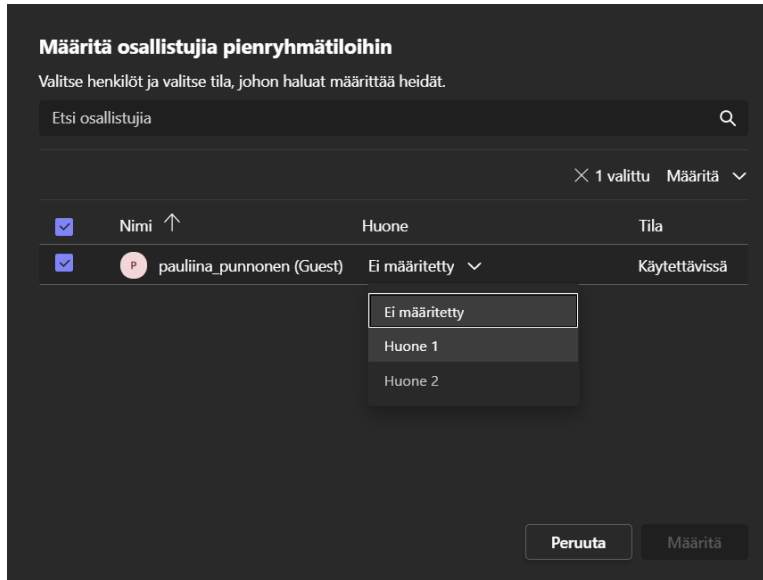 Määritä osallistujia pienryhmätiloihin
Valitse henkilöt ja valitse tila, johon haluat määrittää heidät.
Etsi osallistujia
1 valittu Määritä
Nimi Huone Tila
P pauliina_punnonen (Guest) Ei määritetty Käytettävissä
Ei määritetty
Huone 1
Huone 2
Peruuta Määritä